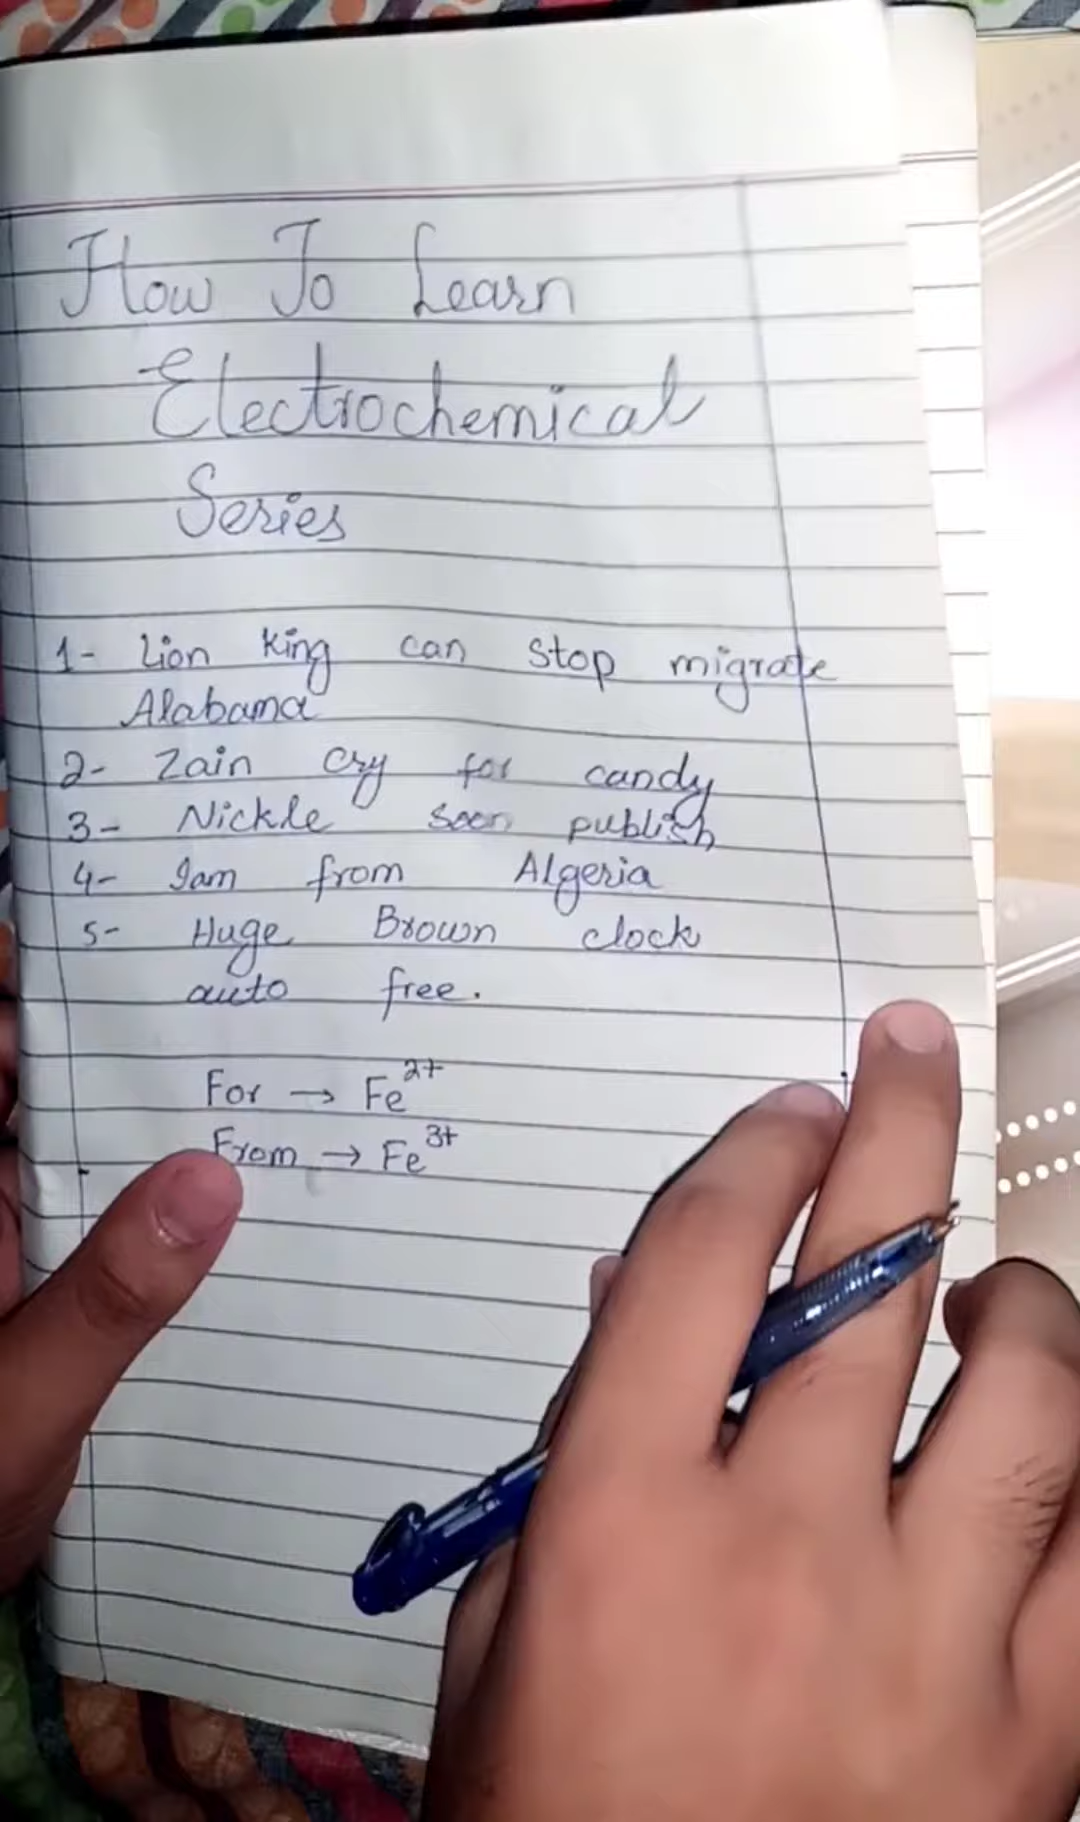 How To Learn
Electrochemical
Series
1- Lion king can stop migrate
Alabama
2- Zain cry for candy
3- Nickle soon publish
4- Iam from Algeria
5- Huge Brown clock
auto free.
For → Fe²⁺
From → Fe³⁺